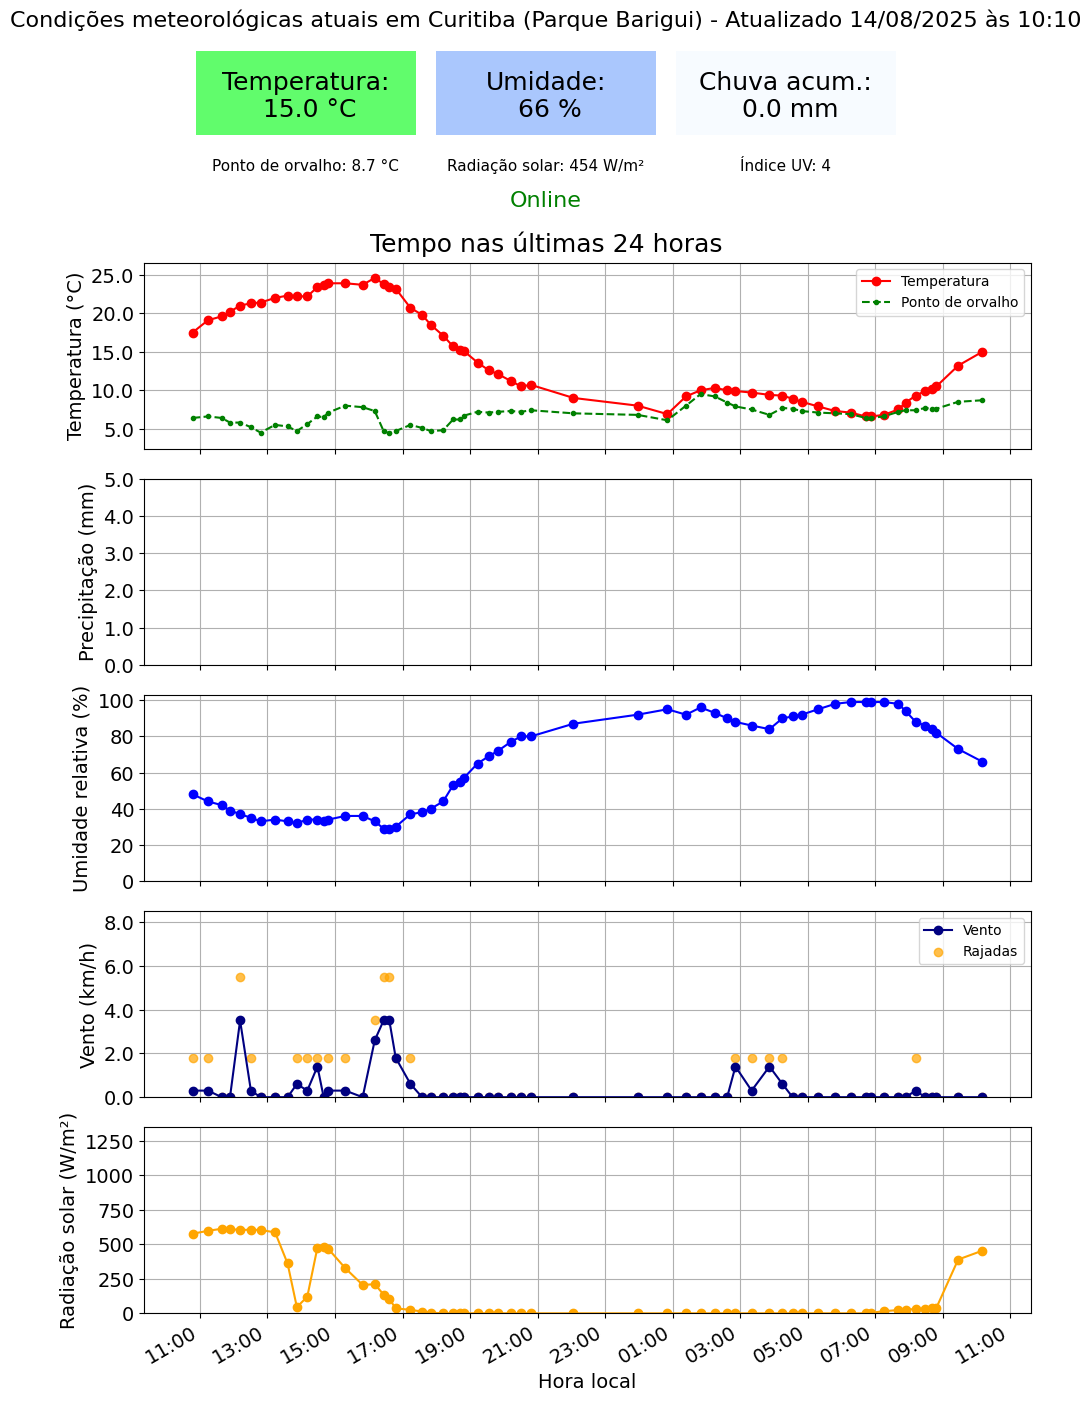 Condições meteorológicas atuais em Curitiba (Parque Barigui) - Atualizado 14/08/2025 às 10:10
Temperatura:
15.0 °C
Umidade:
66 %
Chuva acum.:
0.0 mm
Ponto de orvalho: 8.7 °C
Radiação solar: 454 W/m²
Índice UV: 4
Online
Tempo nas últimas 24 horas
Temperatura (°C)
25.0
20.0
15.0
10.0
5.0
Temperatura
Ponto de orvalho
Precipitação (mm)
5.0
4.0
3.0
2.0
1.0
0.0
Umidade relativa (%)
100
80
60
40
20
0
Vento (km/h)
8.0
6.0
4.0
2.0
0.0
Vento
Rajadas
Radiação solar (W/m²)
1250
1000
750
500
250
0
11:00
13:00
15:00
17:00
19:00
21:00
23:00
01:00
03:00
05:00
07:00
09:00
11:00
Hora local